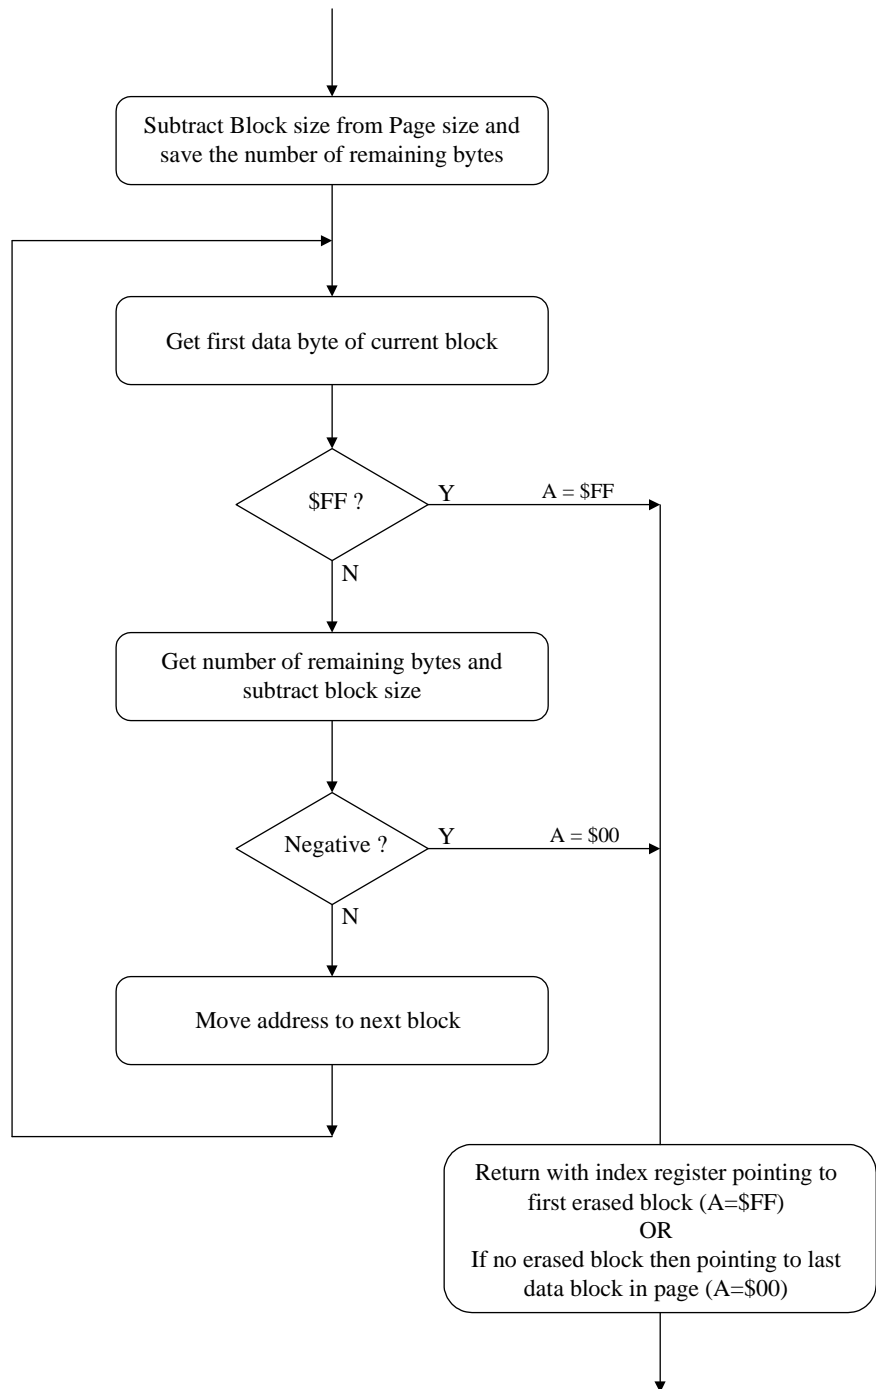 Subtract Block size from Page size and
save the number of remaining bytes
Get first data byte of current block
$FF ?
Y
A = $FF
N
Get number of remaining bytes and
subtract block size
Negative ?
Y
A = $00
N
Move address to next block
Return with index register pointing to
first erased block (A=$FF)
OR
If no erased block then pointing to last
data block in page (A=$00)